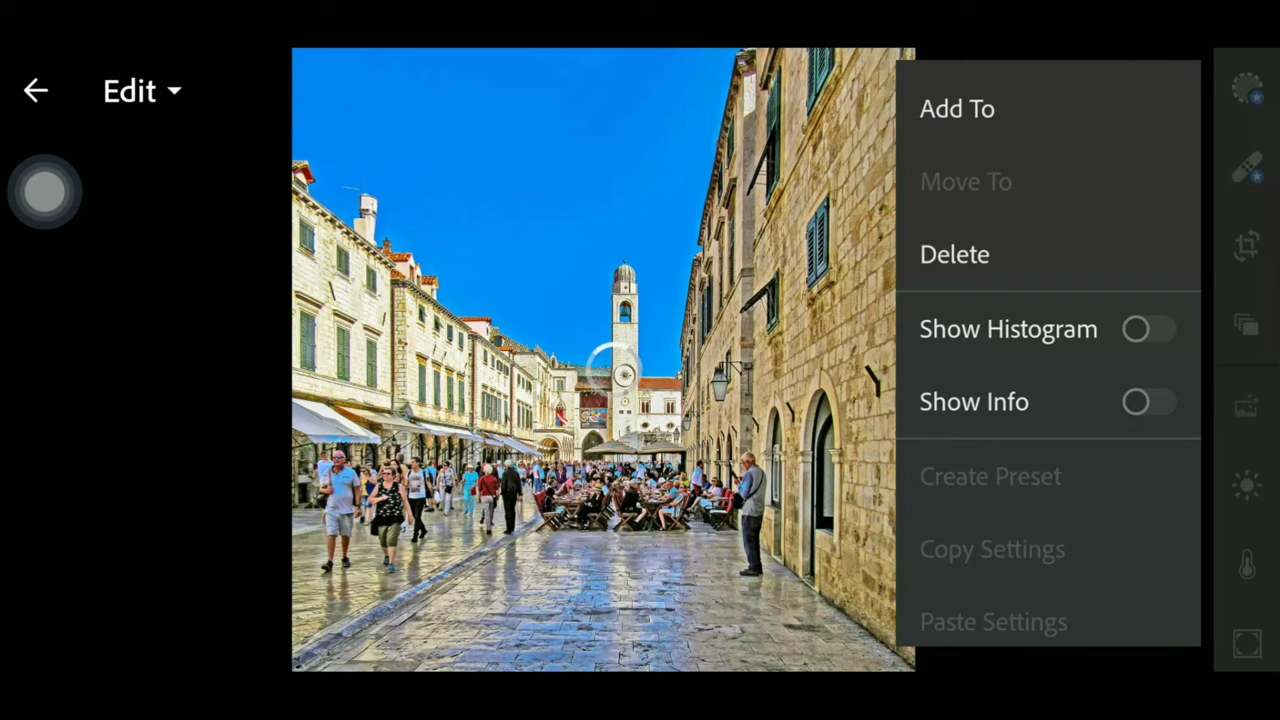 Edit
Add To
Move To
Delete
Show Histogram
Show Info
Create Preset
Copy Settings
Paste Settings